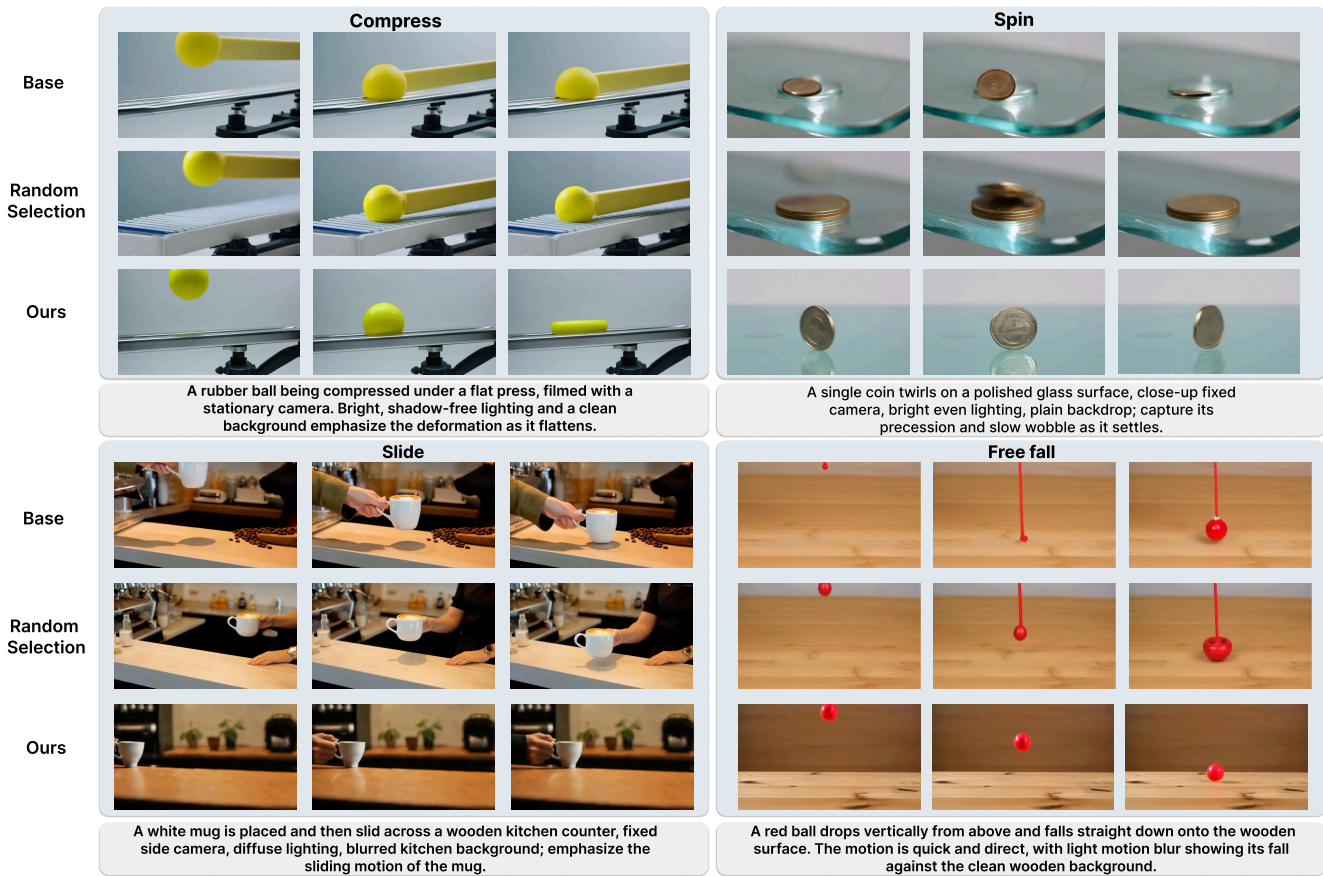 Compress
Spin
Base
Random
Selection
Ours
A rubber ball being compressed under a flat press, filmed with a
stationary camera. Bright, shadow-free lighting and a clean
background emphasize the deformation as it flattens.
A single coin twirls on a polished glass surface, close-up fixed
camera, bright even lighting, plain backdrop; capture its
precession and slow wobble as it settles.
Slide
Free fall
Base
Random
Selection
Ours
A white mug is placed and then slid across a wooden kitchen counter, fixed
side camera, diffuse lighting, blurred kitchen background; emphasize the
sliding motion of the mug.
A red ball drops vertically from above and falls straight down onto the wooden
surface. The motion is quick and direct, with light motion blur showing its fall
against the clean wooden background.